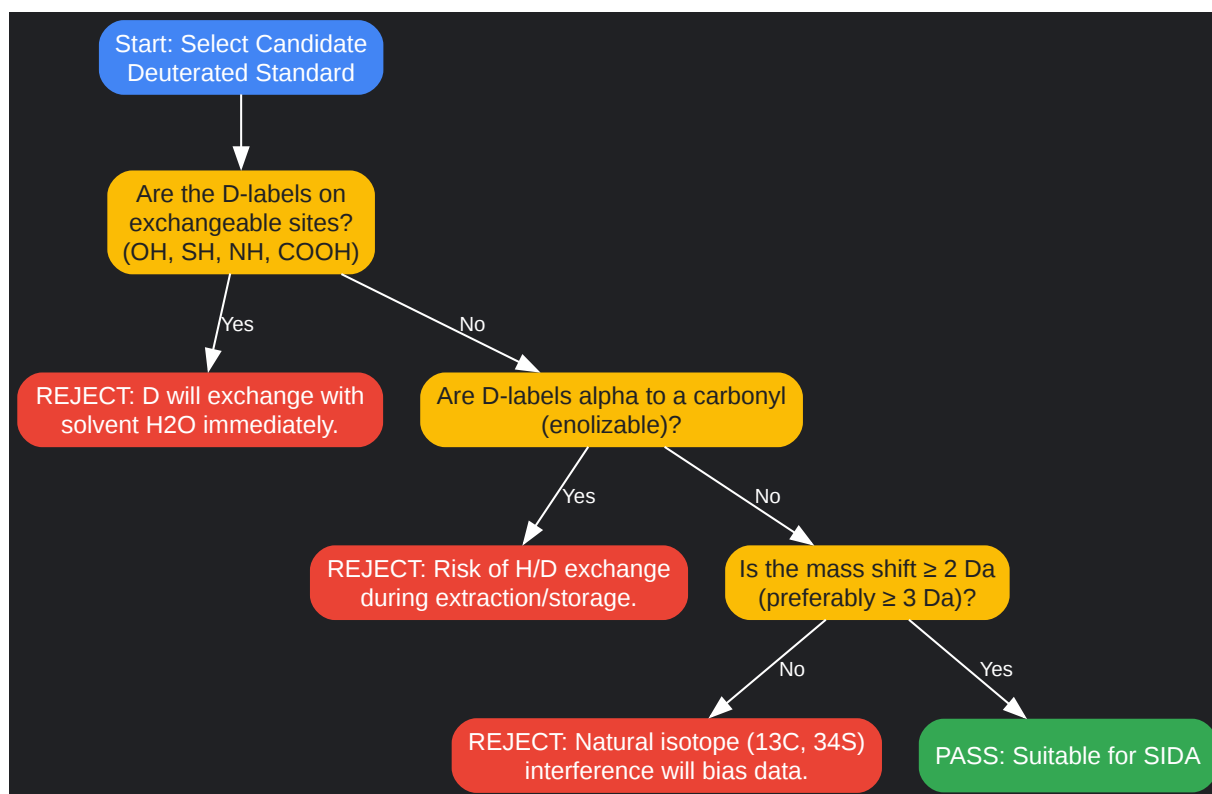 Start: Select Candidate
Deuterated Standard
Are the D-labels on
exchangeable sites?
(OH, SH, NH, COOH)
Yes
No
REJECT: D will exchange with
solvent H2O immediately.
Are D-labels alpha to a carbonyl
(enolizable)?
Yes
No
REJECT: Risk of H/D exchange
during extraction/storage.
Is the mass shift ≥ 2 Da
(preferably ≥ 3 Da)?
No
Yes
REJECT: Natural isotope (13C, 34S)
interference will bias data.
PASS: Suitable for SIDA